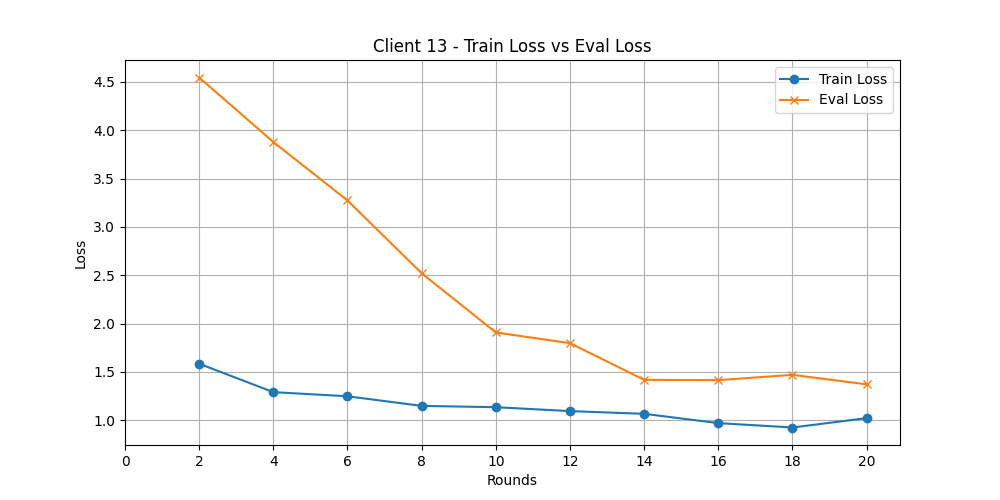 Client 13 - Train Loss vs Eval Loss
Train Loss
Eval Loss
4.5
4.0
3.5
3.0
2.5
2.0
1.5
1.0
Loss
0 2 4 6 8 10 12 14 16 18 20
Rounds